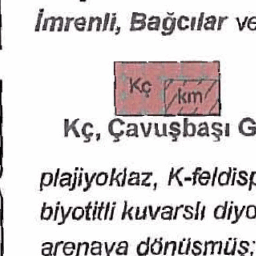 İmrenli, Bağcılar ve
Kç
km
Kç, Çavuşbaşı G
plajiyoklaz, K-feldisp
biyotitli kuvarslı diyo
arenaya dönüşmüş;